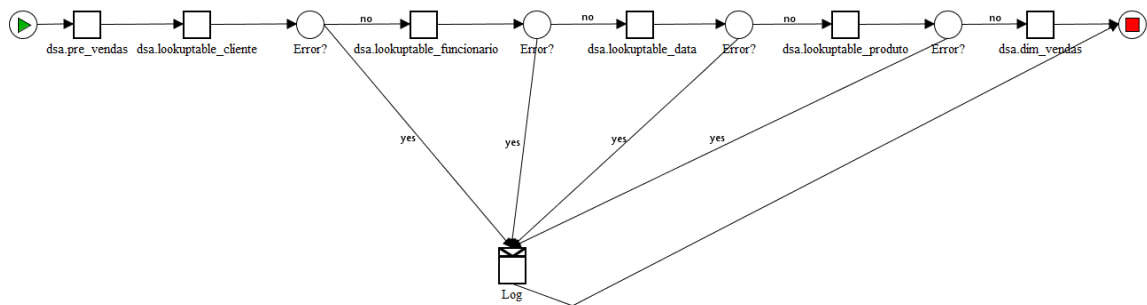 no
no
no
no
dsa.pre_vendas
dsa.lookuptable_cliente
Error?
dsa.lookuptable_funcionario
Error?
dsa.lookuptable_data
Error?
dsa.lookuptable_produto
Error?
dsa.dim_vendas
yes
yes
yes
yes
Log